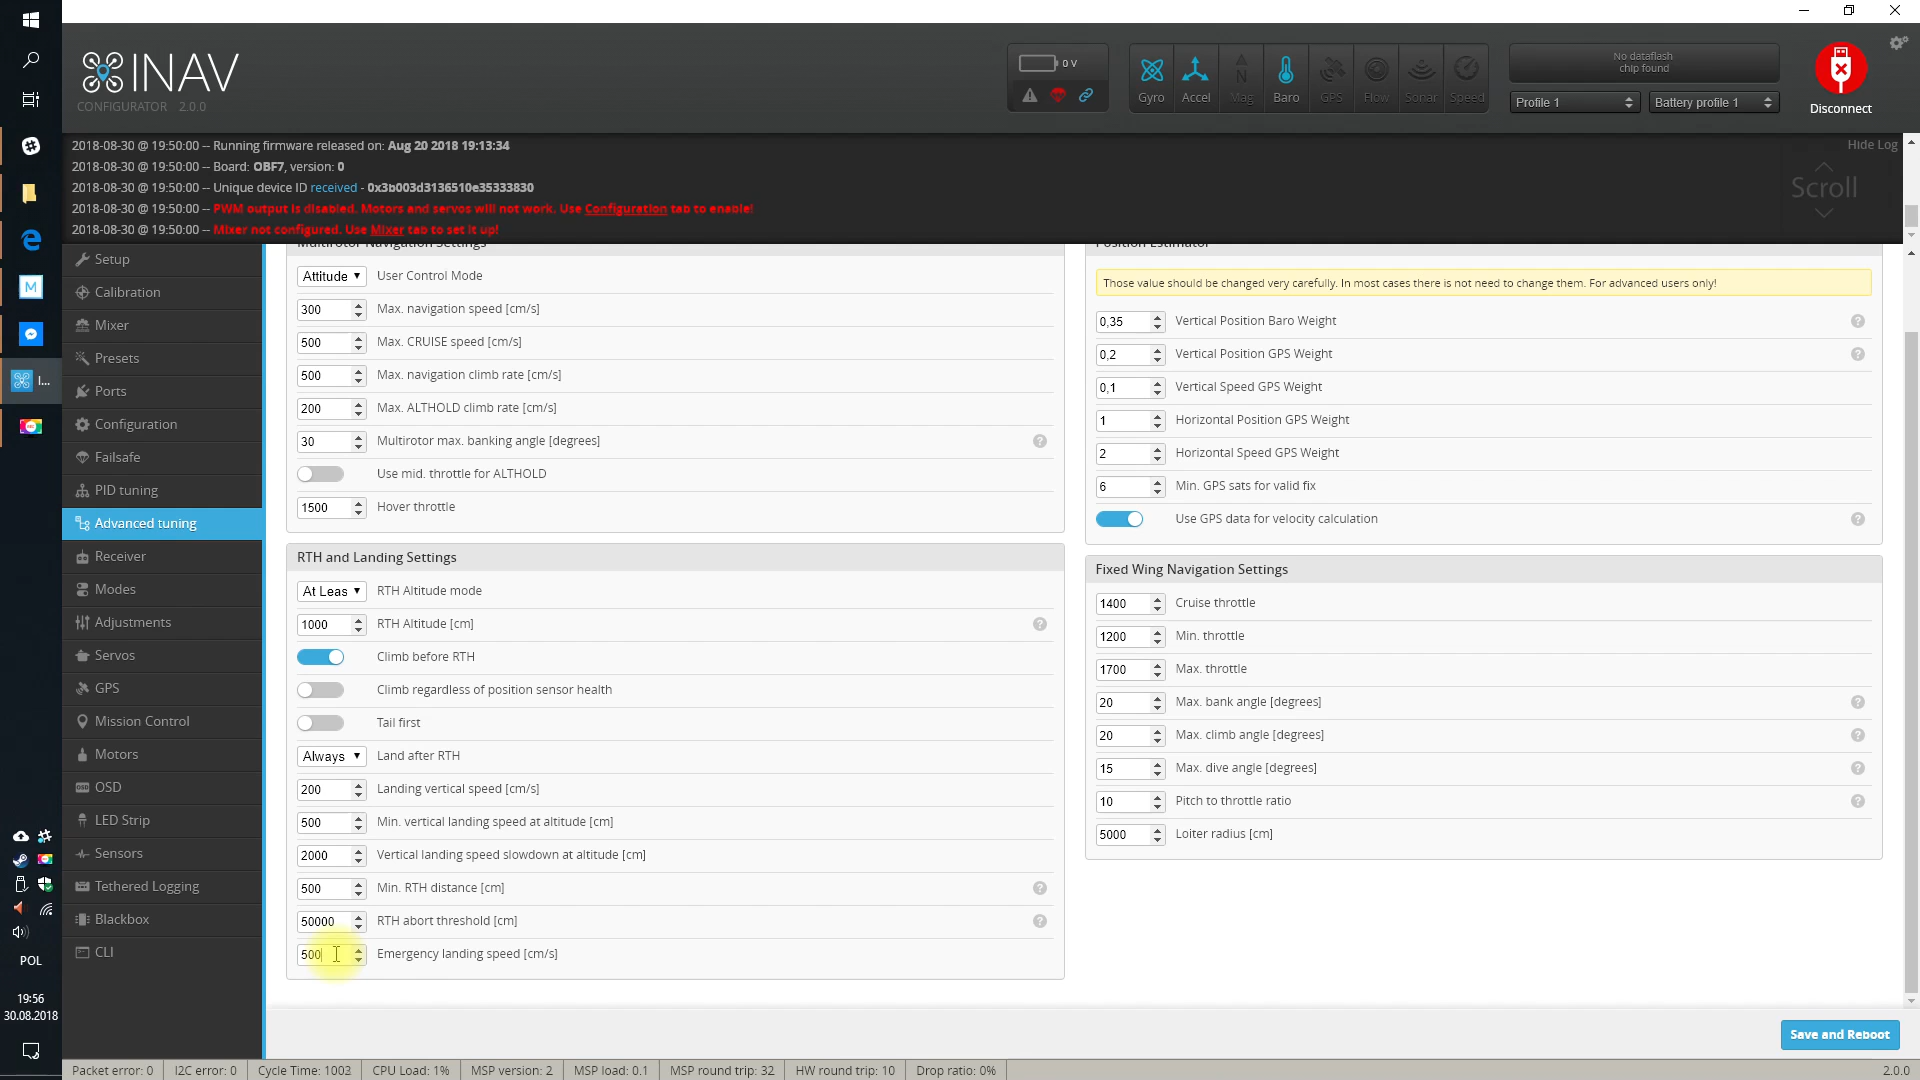 INAV
CONFIGURATOR 2.0.0
0 V
Gyro Accel Mag Baro GPS Flow Sonar Speed
No dataflash
chip found
Profile 1
Battery profile 1
Disconnect
Hide Log
Scroll
2018-08-30 @ 19:50:00 -- Running firmware released on: Aug 20 2018 19:13:34
2018-08-30 @ 19:50:00 -- Board: OBF7, version: 0
2018-08-30 @ 19:50:00 -- Unique device ID received - 0x3b003d3136510e35333830
2018-08-30 @ 19:50:00 -- PWM output is disabled. Motors and servos will not work. Use Configuration tab to enable!
2018-08-30 @ 19:50:00 -- Mixer not configured. Use Mixer tab to set it up!
Setup
Calibration
Mixer
Presets
Ports
Configuration
Failsafe
PID tuning
Advanced tuning
Receiver
Modes
Adjustments
Servos
GPS
Mission Control
Motors
OSD
LED Strip
Sensors
Tethered Logging
Blackbox
CLI
Multirotor Navigation Settings
Attitude User Control Mode
300 Max. navigation speed [cm/s]
500 Max. CRUISE speed [cm/s]
500 Max. navigation climb rate [cm/s]
200 Max. ALTHOLD climb rate [cm/s]
30 Multirotor max. banking angle [degrees]
Use mid. throttle for ALTHOLD
1500 Hover throttle
RTH and Landing Settings
At Leas RTH Altitude mode
1000 RTH Altitude [cm]
Climb before RTH
Climb regardless of position sensor health
Tail first
Always Land after RTH
200 Landing vertical speed [cm/s]
500 Min. vertical landing speed at altitude [cm]
2000 Vertical landing speed slowdown at altitude [cm]
500 Min. RTH distance [cm]
50000 RTH abort threshold [cm]
500 Emergency landing speed [cm/s]
Position Estimator
Those value should be changed very carefully. In most cases there is not need to change them. For advanced users only!
0,35 Vertical Position Baro Weight
0,2 Vertical Position GPS Weight
0,1 Vertical Speed GPS Weight
1 Horizontal Position GPS Weight
2 Horizontal Speed GPS Weight
6 Min. GPS sats for valid fix
Use GPS data for velocity calculation
Fixed Wing Navigation Settings
1400 Cruise throttle
1200 Min. throttle
1700 Max. throttle
20 Max. bank angle [degrees]
20 Max. climb angle [degrees]
15 Max. dive angle [degrees]
10 Pitch to throttle ratio
5000 Loiter radius [cm]
Save and Reboot
Packet error: 0 I2C error: 0 Cycle Time: 1002 CPU Load: 1% MSP version: 2 MSP load: 0.1 MSP round trip: 32 HW round trip: 10 Drop ratio: 0% 2.0.0
I...
POL
19:56
30.08.2018